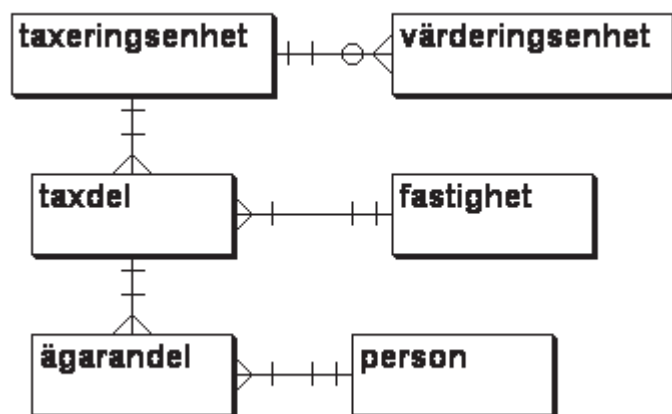 taxeringsenhet
värderingsenhet
taxdel
fastighet
ägarandel
person